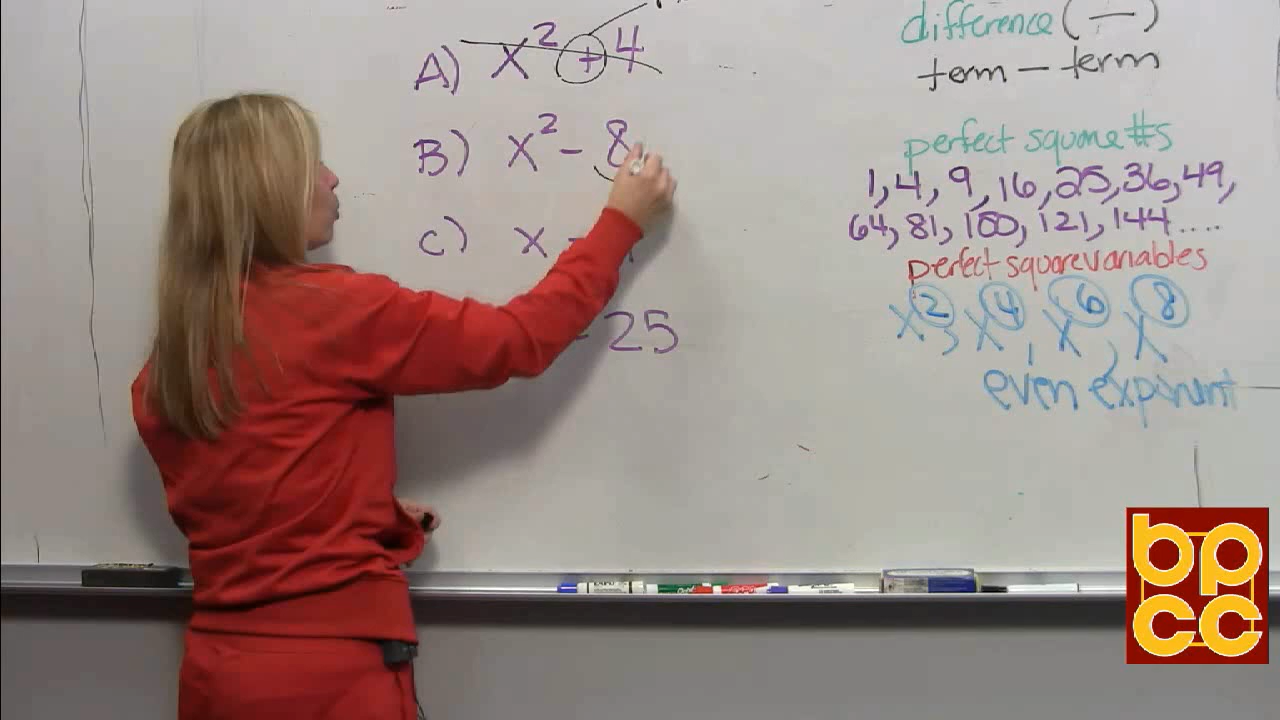 A) x² + 4
B) x² - 8
C) x -
- 25
difference (—)
term — term
perfect square #s
1, 4, 9, 16, 25, 36, 49,
64, 81, 100, 121, 144....
perfect square variables
x², x⁴, x⁶, x⁸
even exponent
EXPO
bp
cc